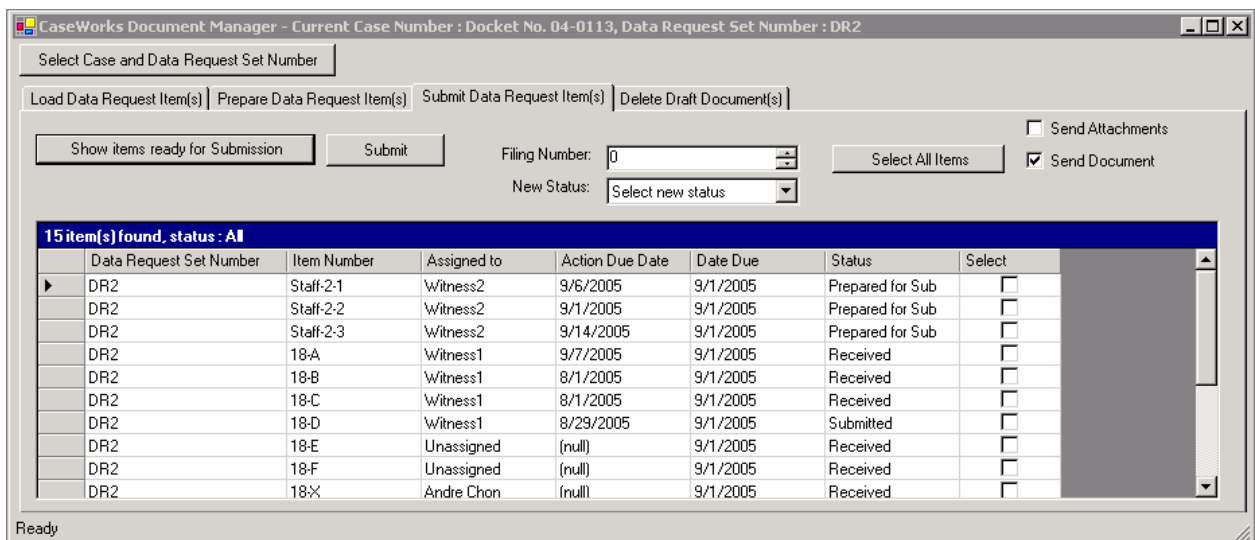 CaseWorks Document Manager - Current Case Number : Docket No. 04-0113, Data Request Set Number : DR2
Select Case and Data Request Set Number
Load Data Request Item(s) Prepare Data Request Item(s) Submit Data Request Item(s) Delete Draft Document(s)
Send Attachments
Show items ready for Submission Submit Filing Number: 0 Select All Items Send Document
New Status: Select new status
15 item(s) found, status : All
Data Request Set Number Item Number Assigned to Action Due Date Date Due Status Select
DR2 Staff-2-1 Witness2 9/6/2005 9/1/2005 Prepared for Sub
DR2 Staff-2-2 Witness2 9/1/2005 9/1/2005 Prepared for Sub
DR2 Staff-2-3 Witness2 9/14/2005 9/1/2005 Prepared for Sub
DR2 18-A Witness1 9/7/2005 9/1/2005 Received
DR2 18-B Witness1 8/1/2005 9/1/2005 Received
DR2 18-C Witness1 8/1/2005 9/1/2005 Received
DR2 18-D Witness1 8/29/2005 9/1/2005 Submitted
DR2 18-E Unassigned (null) 9/1/2005 Received
DR2 18-F Unassigned (null) 9/1/2005 Received
DR2 18-X Andre Chon (null) 9/1/2005 Received
Ready